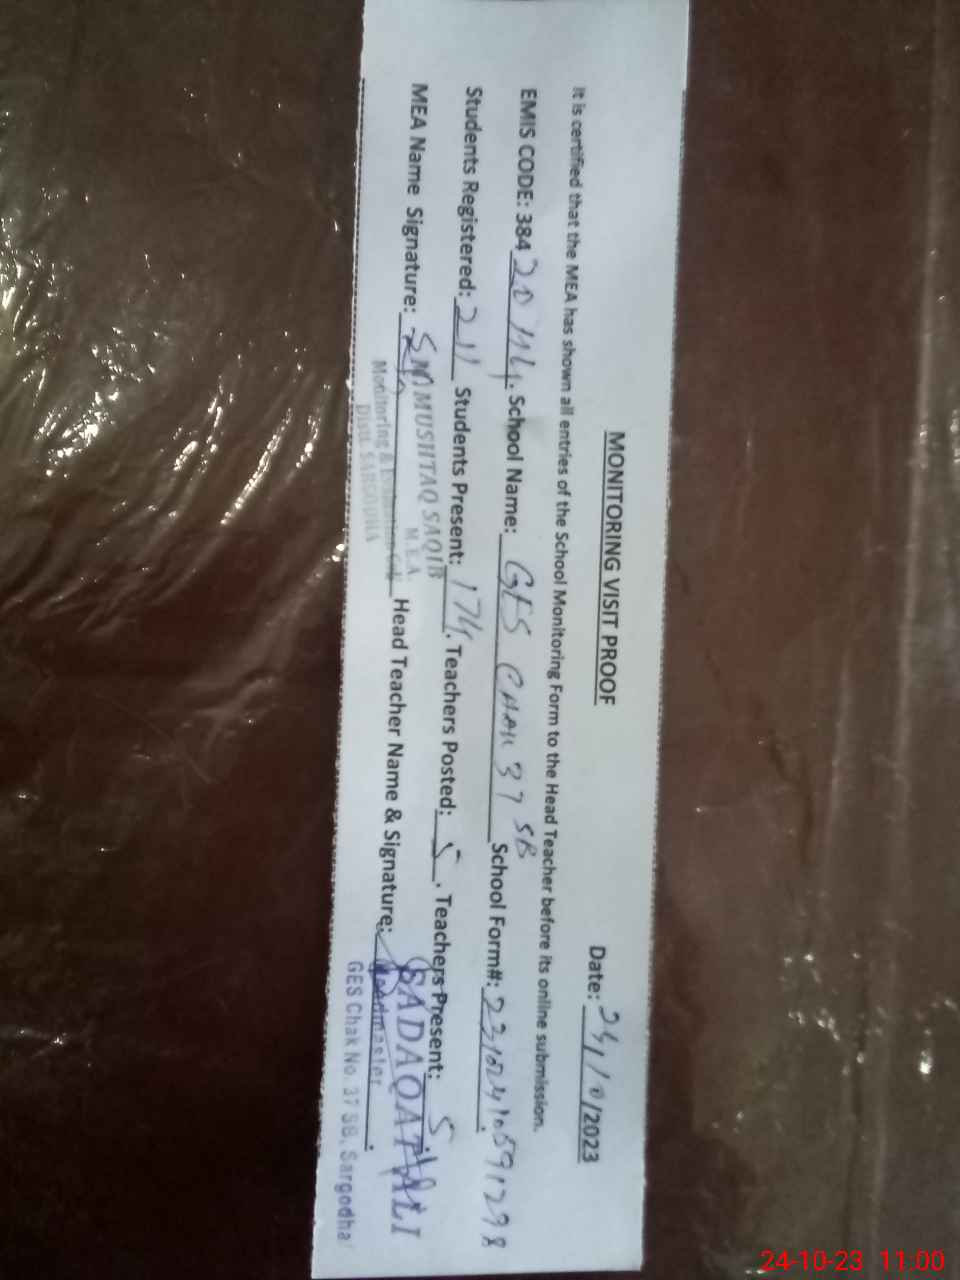 MONITORING VISIT PROOF
Date: 24/10/2023
It is certified that the MEA has shown all entries of the School Monitoring Form to the Head Teacher before its online submission.
EMIS CODE: 38420114. School Name: GES CHAK 37 SB School Form#:
Students Registered: 211 Students Present: 174. Teachers Posted: 5. Teachers Present: 5
MEA Name Signature: Head Teacher Name & Signature:
MUSHTAQ SAQIB
M.E.A.
Monitoring & Evaluation Cell
Distt. SARGODHA
SADAQAT ALI
Headmaster
GES Chak No. 37 SB, Sargodha
24-10-23 11:00